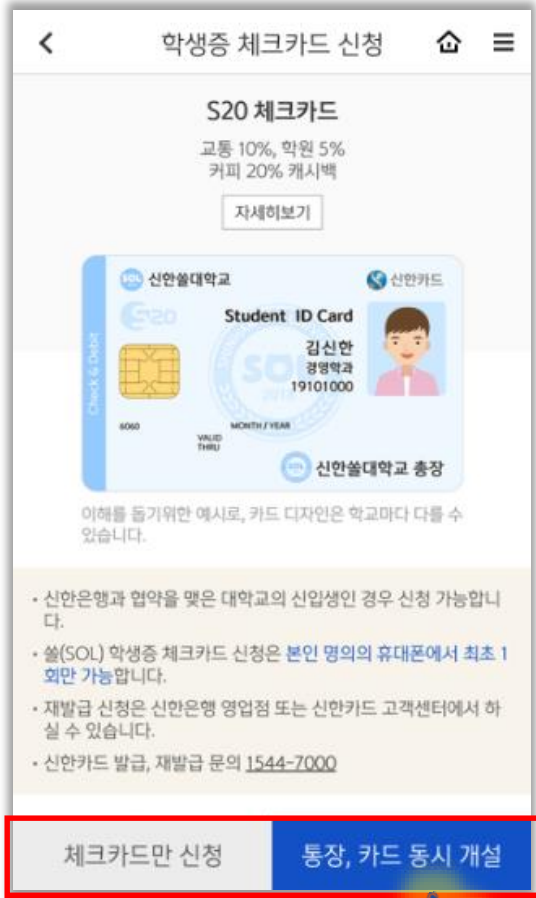 학생증 체크카드 신청
S20 체크카드
교통 10%, 학원 5%
커피 20% 캐시백
자세히보기
SOL 신한쏠대학교
신한카드
S20
Student ID Card
김신한
경영학과
19101000
Check & Debit
SOL
2018
6060
MONTH / YEAR
VALID
THRU
신한쏠대학교 총장
이해를 돕기위한 예시로, 카드 디자인은 학교마다 다를 수
있습니다.
• 신한은행과 협약을 맺은 대학교의 신입생인 경우 신청 가능합니
다.
• 쏠(SOL) 학생증 체크카드 신청은 본인 명의의 휴대폰에서 최초 1
회만 가능합니다.
• 재발급 신청은 신한은행 영업점 또는 신한카드 고객센터에서 하
실 수 있습니다.
• 신한카드 발급, 재발급 문의 1544-7000
체크카드만 신청
통장, 카드 동시 개설